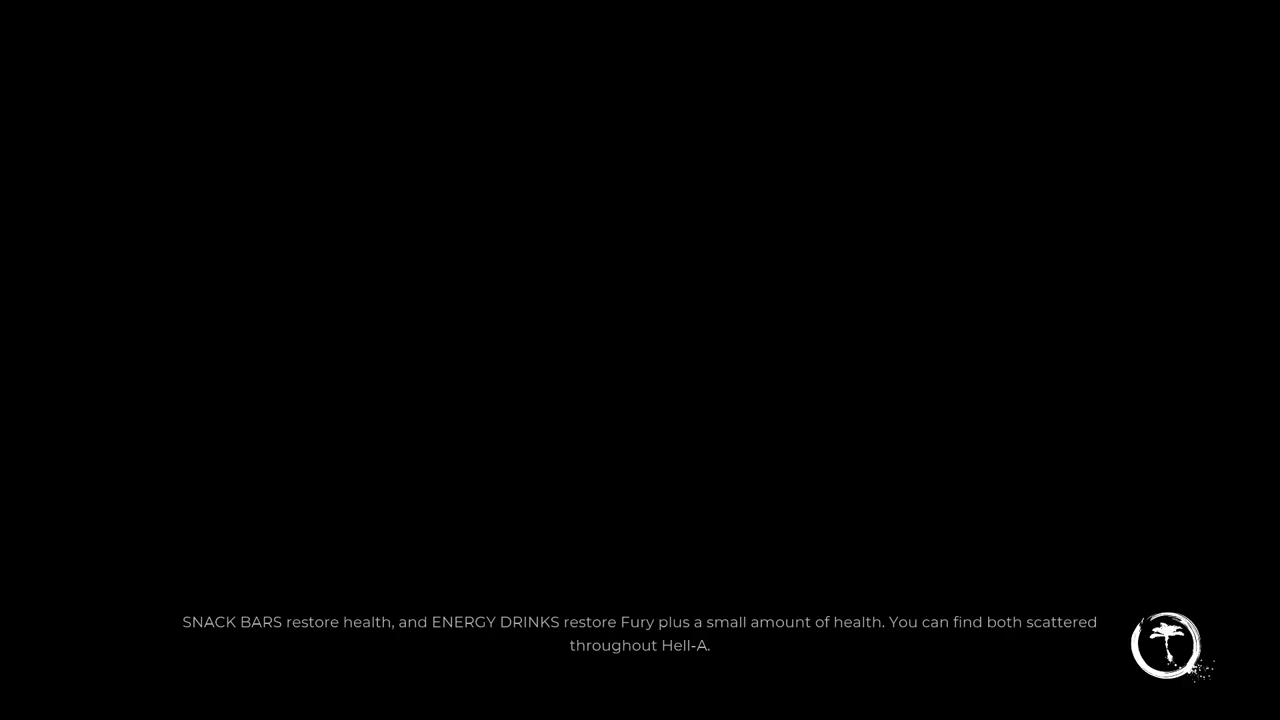 SNACK BARS restore health, and ENERGY DRINKS restore Fury plus a small amount of health. You can find both scattered
throughout Hell-A.